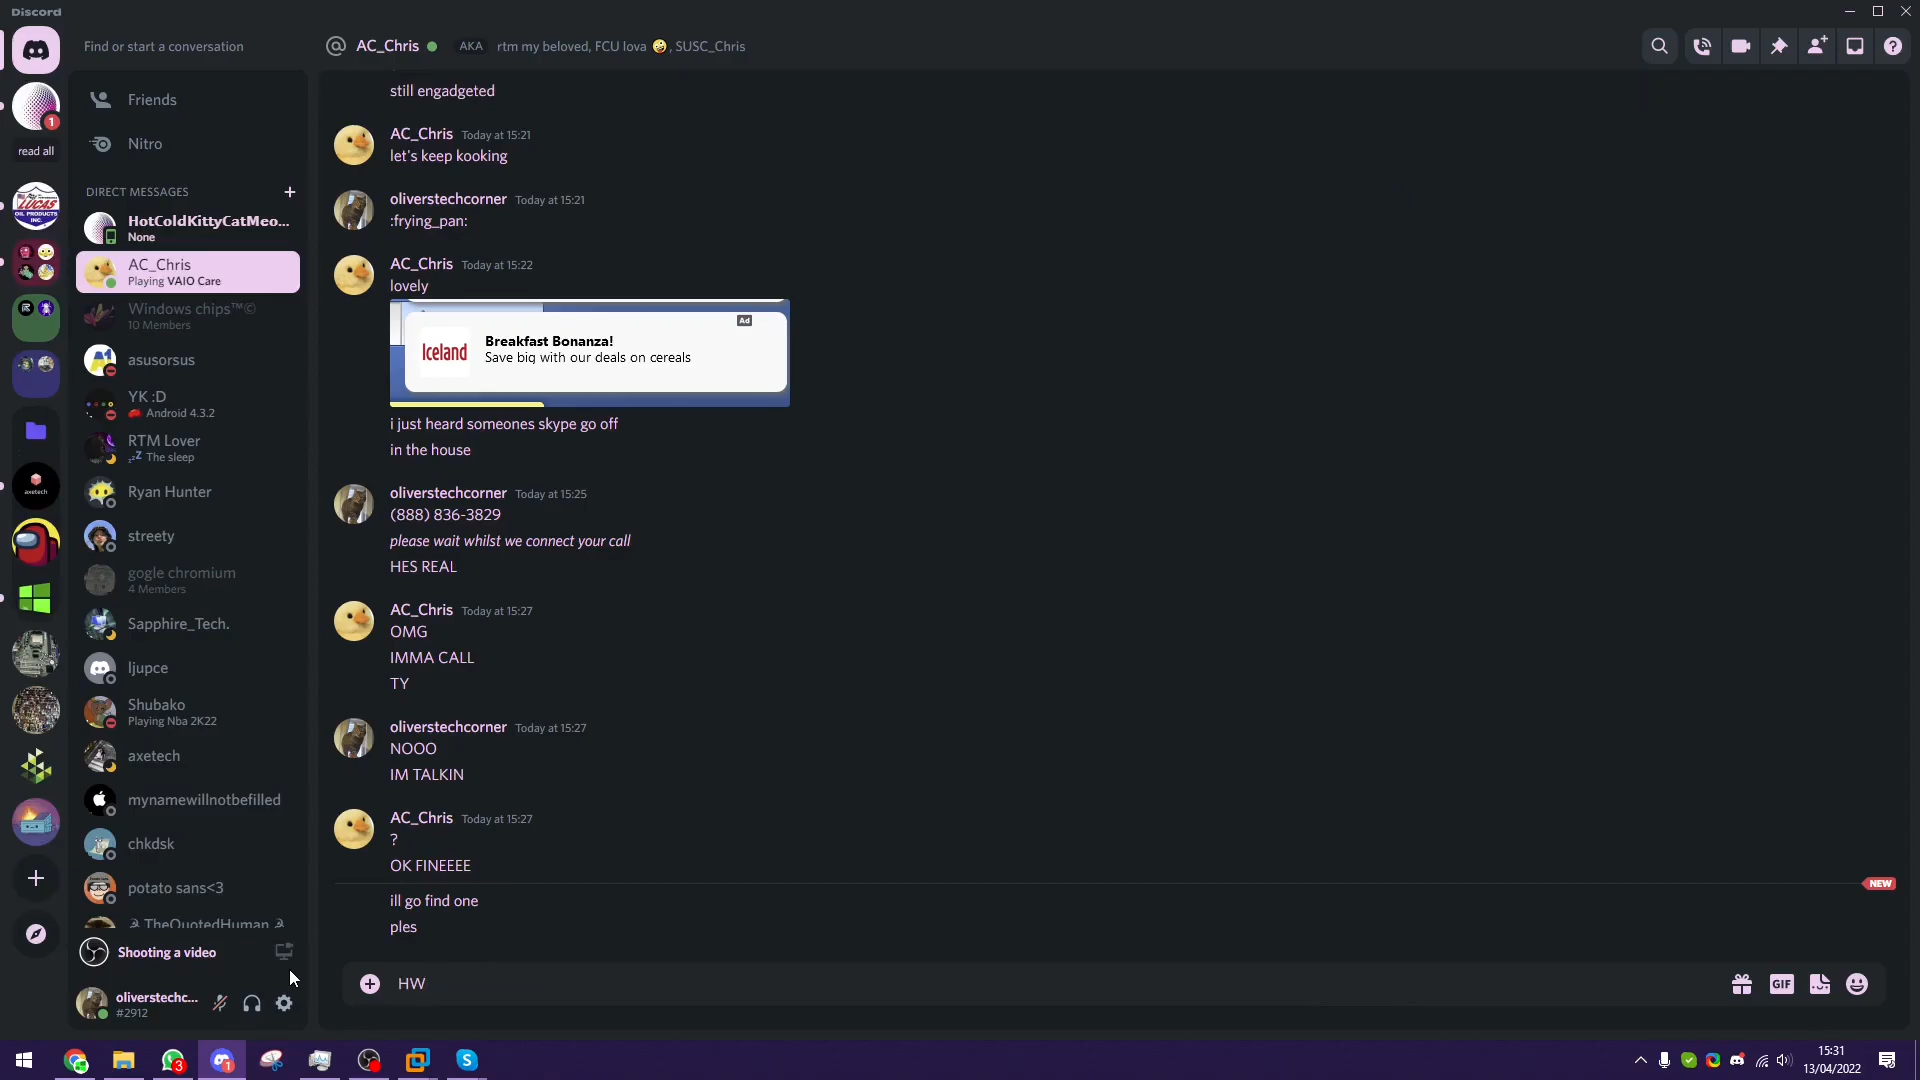 Discord
Find or start a conversation
AC_Chris
AKA
rtm my beloved, FCU lova 🤪, SUSC_Chris
1
read all
LUCAS
OIL PRODUCTS
INC.
axetech
Friends
Nitro
DIRECT MESSAGES
HotColdKittyCatMeo...
None
AC_Chris
Playing VAIO Care
Windows chips™©
10 Members
asusorsus
YK :D
Android 4.3.2
RTM Lover
💤 The sleep
Ryan Hunter
streety
gogle chromium
4 Members
Sapphire_Tech.
ljupce
Shubako
Playing Nba 2K22
axetech
mynamewillnotbefilled
chkdsk
potato sans<3
TheQuotedHuman
Shooting a video
oliverstechc...
#2912
still engadgeted
AC_Chris Today at 15:21
let's keep kooking
oliverstechcorner Today at 15:21
:frying_pan:
AC_Chris Today at 15:22
lovely
Ad
Iceland
Breakfast Bonanza!
Save big with our deals on cereals
i just heard someones skype go off
in the house
oliverstechcorner Today at 15:25
(888) 836-3829
please wait whilst we connect your call
HES REAL
AC_Chris Today at 15:27
OMG
IMMA CALL
TY
oliverstechcorner Today at 15:27
NOOO
IM TALKIN
AC_Chris Today at 15:27
?
OK FINEEEE
NEW
ill go find one
ples
HW
GIF
3
1
15:31
13/04/2022